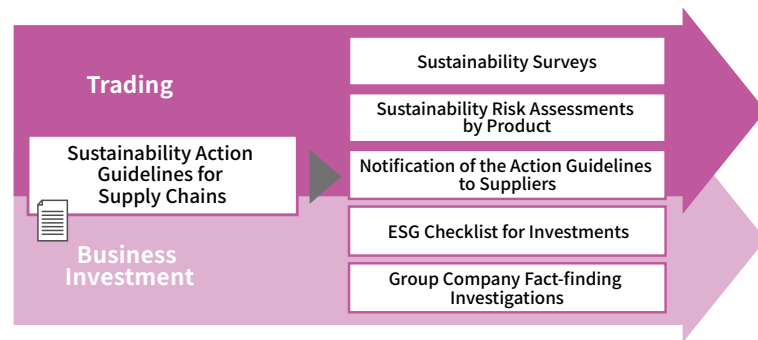 Trading
Sustainability Action
Guidelines for
Supply Chains
Business
Investment
Sustainability Surveys
Sustainability Risk Assessments
by Product
Notification of the Action Guidelines
to Suppliers
ESG Checklist for Investments
Group Company Fact-finding
Investigations